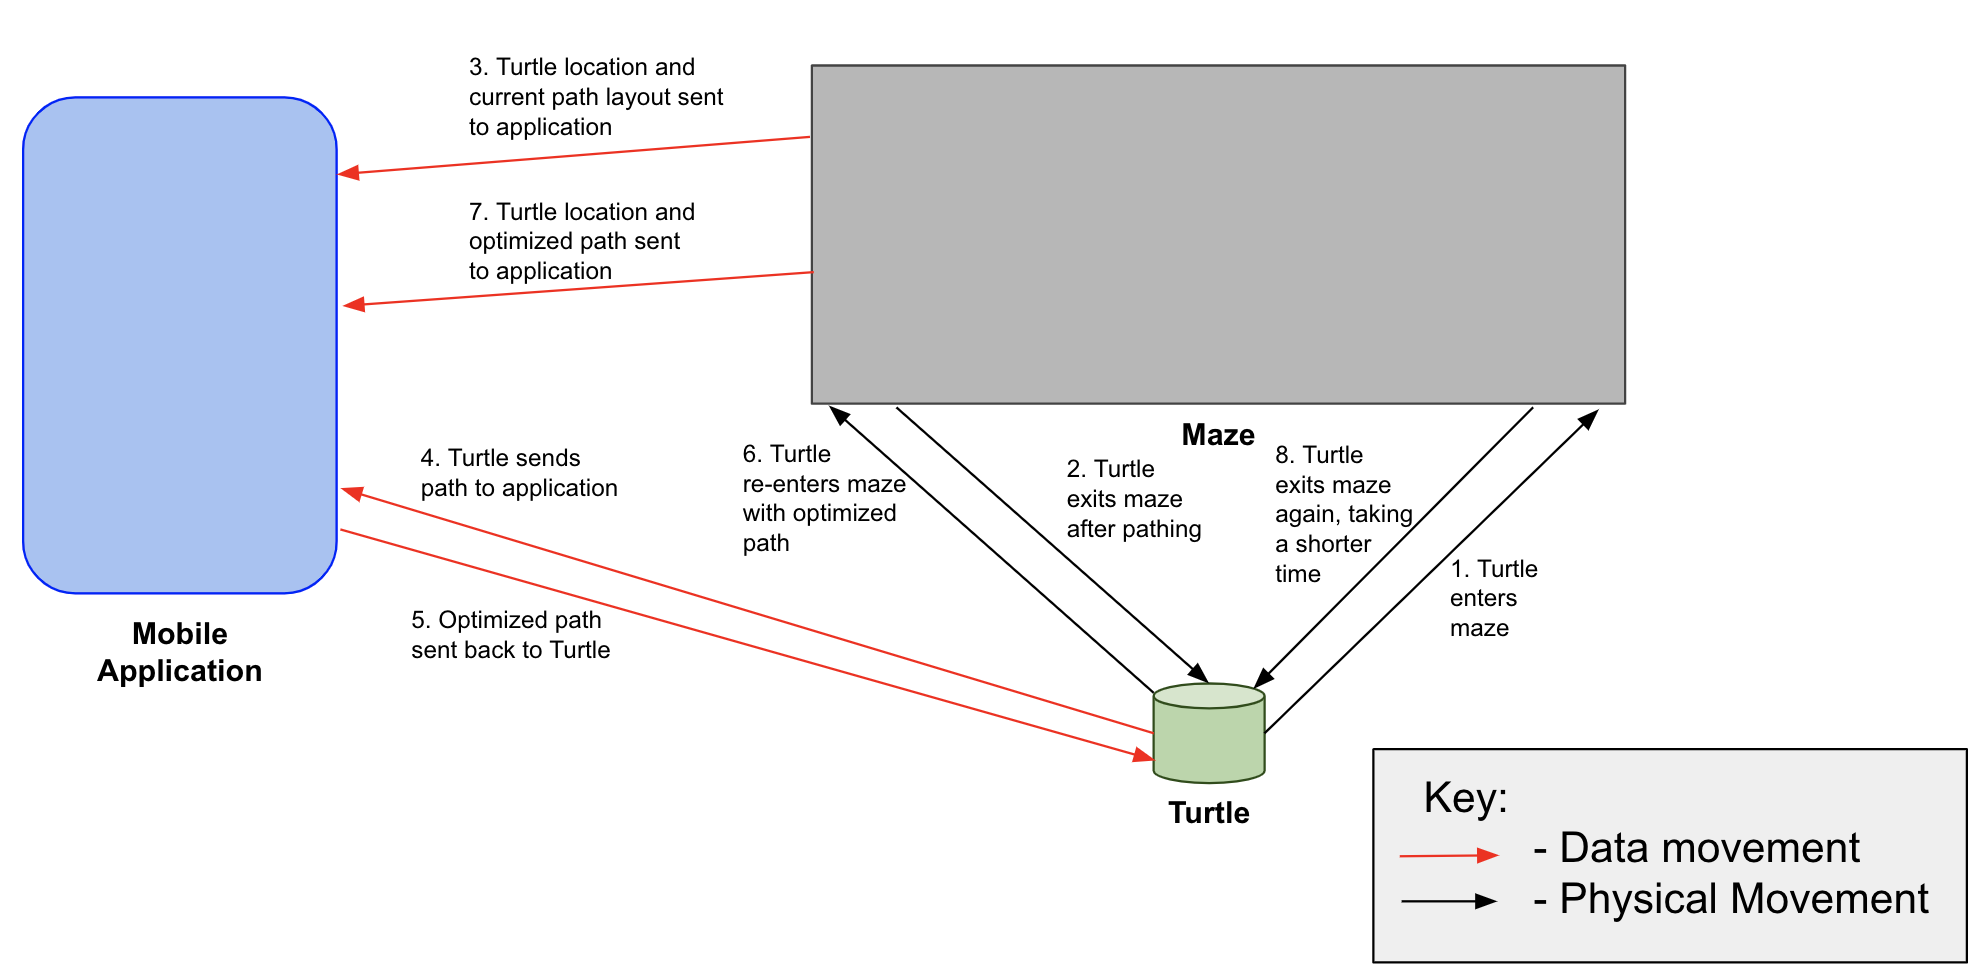 3. Turtle location and
current path layout sent
to application
7. Turtle location and
optimized path sent
to application
Maze
4. Turtle sends
path to application
6. Turtle
re-enters maze
with optimized
path
2. Turtle
exits maze
after pathing
8. Turtle
exits maze
again, taking
a shorter
time
1. Turtle
enters
maze
5. Optimized path
sent back to Turtle
Mobile
Application
Turtle
Key:
- Data movement
- Physical Movement